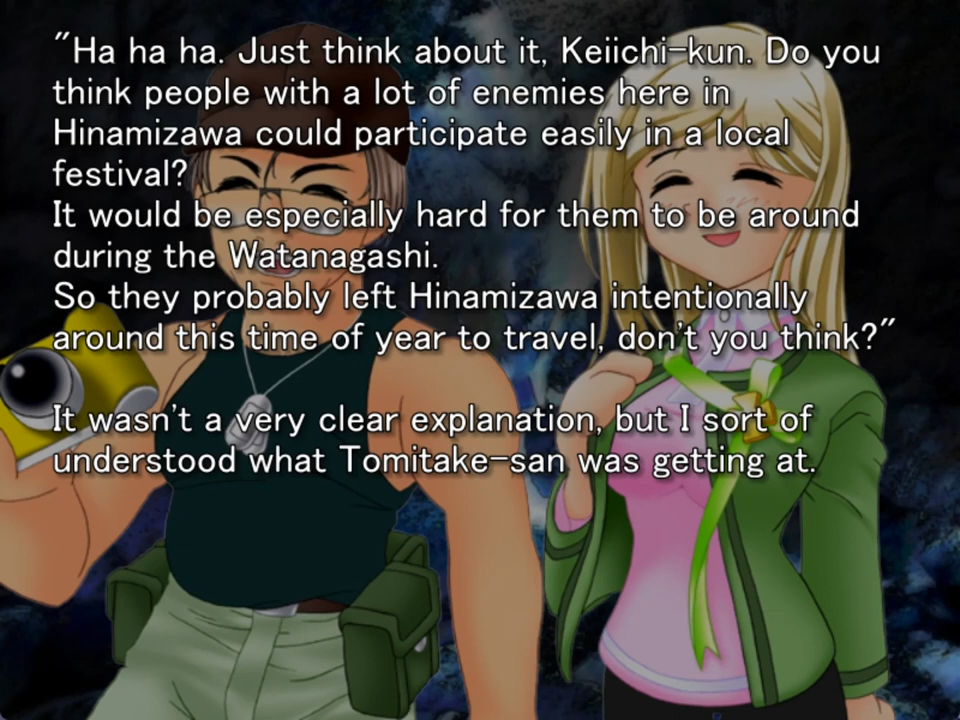 "Ha ha ha. Just think about it, Keiichi-kun. Do you
think people with a lot of enemies here in
Hinamizawa could participate easily in a local
festival?
It would be especially hard for them to be around
during the Watanagashi.
So they probably left Hinamizawa intentionally
around this time of year to travel, don't you think?"
It wasn't a very clear explanation, but I sort of
understood what Tomitake-san was getting at.